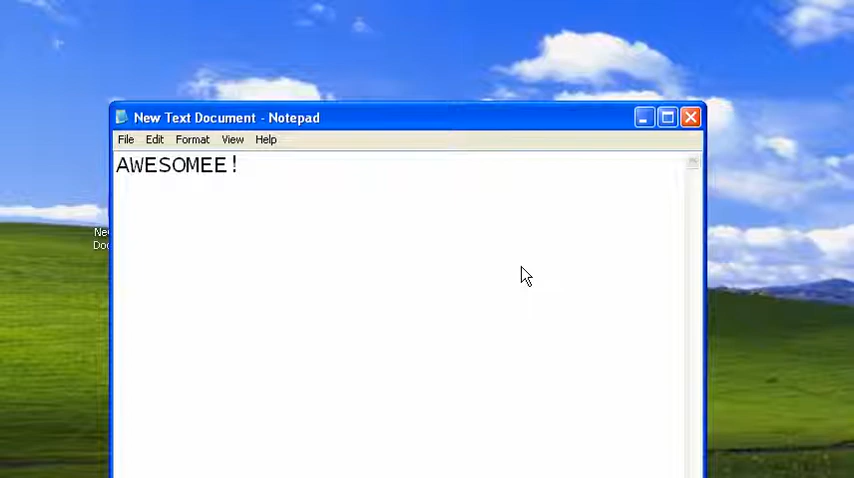 New Text Document - Notepad
File Edit Format View Help
AWESOMEE!